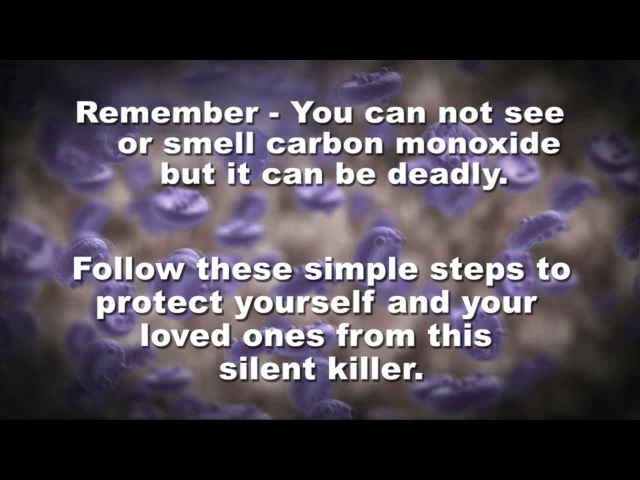 Remember - You can not see
or smell carbon monoxide
but it can be deadly.
Follow these simple steps to
protect yourself and your
loved ones from this
silent killer.